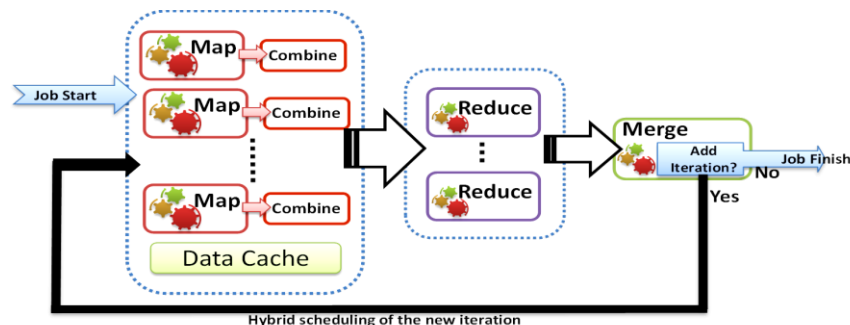 Map
Combine
Job Start
Map
Combine
Reduce
Merge
Add
Iteration?
Job Finish
No
Yes
Map
Combine
Reduce
Data Cache
Hybrid scheduling of the new iteration